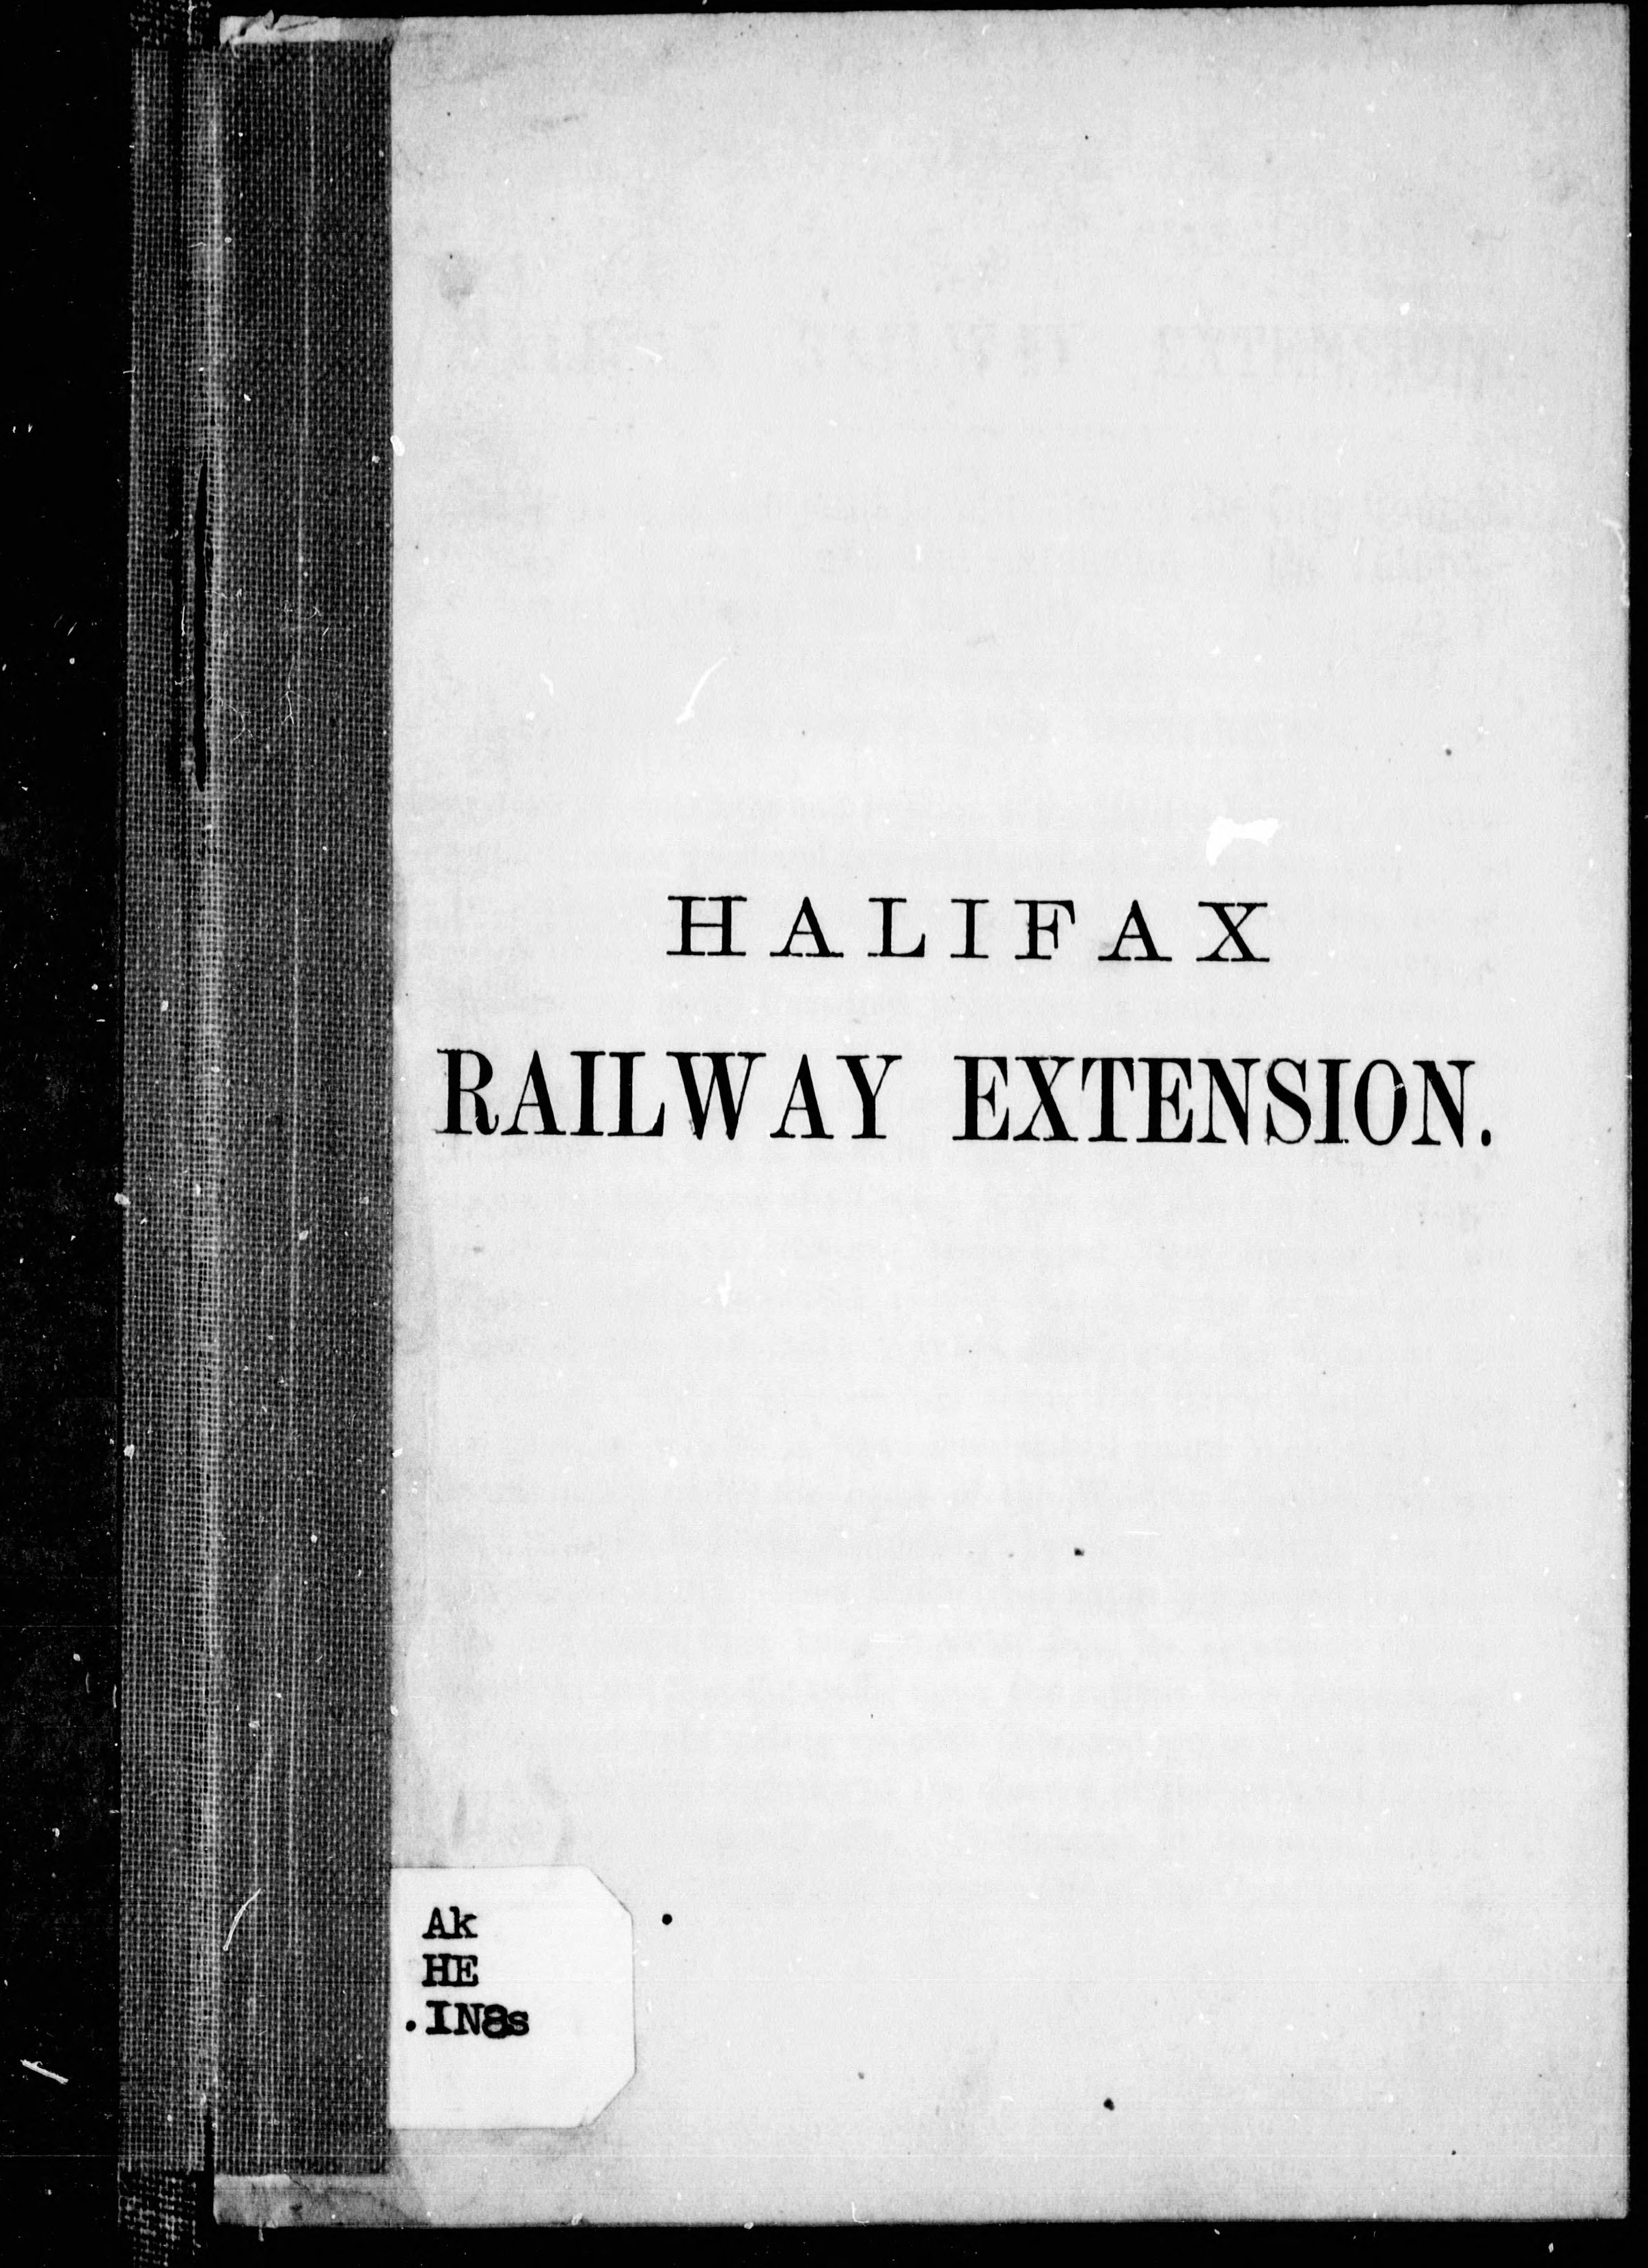 HALIFAX
RAILWAY EXTENSION.
Ak
HE
.IN8s